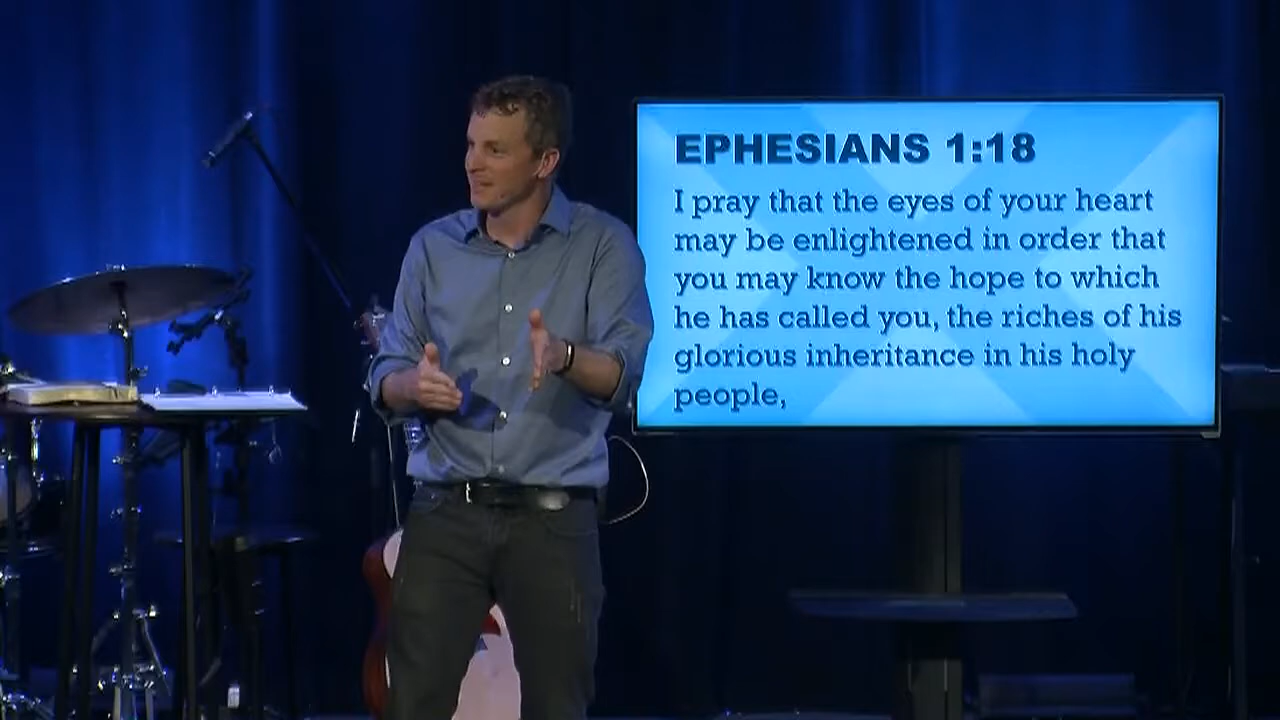 EPHESIANS 1:18
I pray that the eyes of your heart
may be enlightened in order that
you may know the hope to which
he has called you, the riches of his
glorious inheritance in his holy
people,